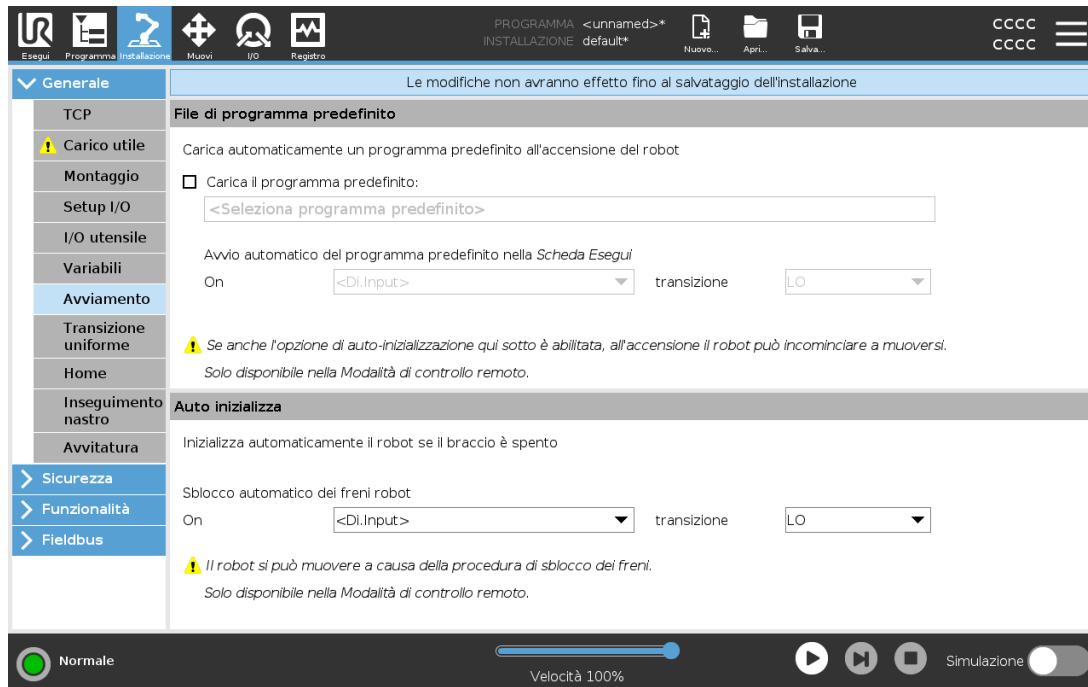 UR
Esegui
Programma
Installazione
Muovi
I/O
Registro
PROGRAMMA <unnamed>*
INSTALLAZIONE default*
Nuovo...
Apri...
Salva...
CCCC
CCCC
Generale
TCP
Carico utile
Montaggio
Setup I/O
I/O utensile
Variabili
Avviamento
Transizione
uniforme
Home
Inseguimento
nastro
Avvitatura
Sicurezza
Funzionalità
Fieldbus
Le modifiche non avranno effetto fino al salvataggio dell'installazione
File di programma predefinito
Carica automaticamente un programma predefinito all'accensione del robot
Carica il programma predefinito:
<Seleziona programma predefinito>
Avvio automatico del programma predefinito nella Scheda Esegui
On <Di.Input> transizione LO
Se anche l'opzione di auto-inizializzazione qui sotto è abilitata, all'accensione il robot può incominciare a muoversi.
Solo disponibile nella Modalità di controllo remoto.
Auto inizializza
Inizializza automaticamente il robot se il braccio è spento
Sblocco automatico dei freni robot
On <Di.Input> transizione LO
Il robot si può muovere a causa della procedura di sblocco dei freni.
Solo disponibile nella Modalità di controllo remoto.
Normale
Velocità 100%
Simulazione